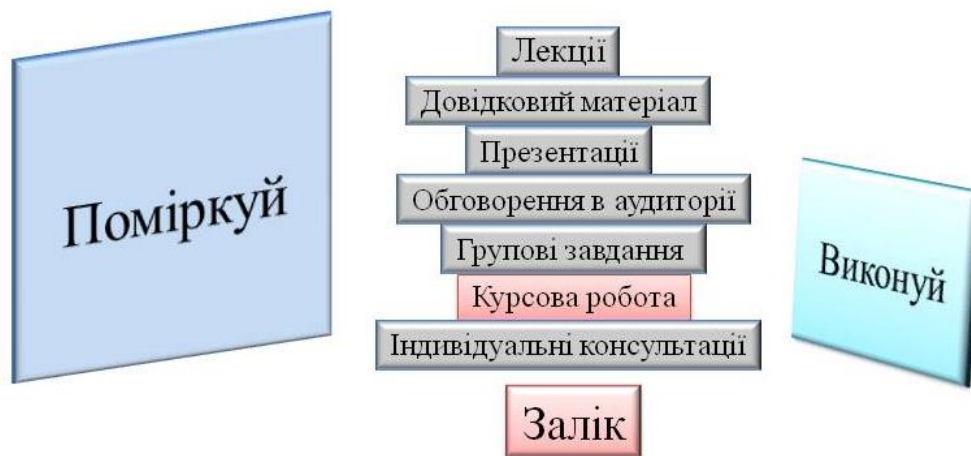 Поміркуй
Лекції
Довідковий матеріал
Презентації
Обговорення в аудиторії
Групові завдання
Курсова робота
Індивідуальні консультації
Залік
Виконуй